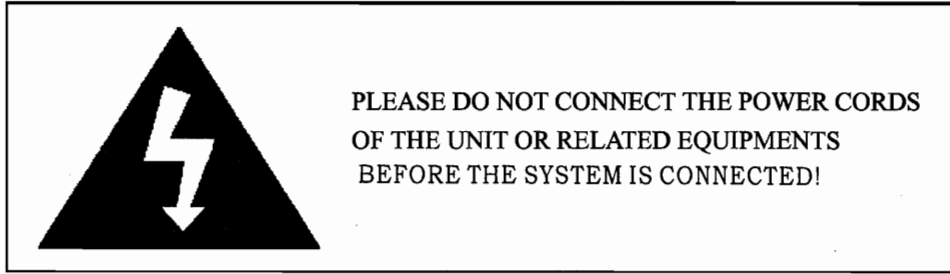 PLEASE DO NOT CONNECT THE POWER CORDS
OF THE UNIT OR RELATED EQUIPMENTS
BEFORE THE SYSTEM IS CONNECTED!